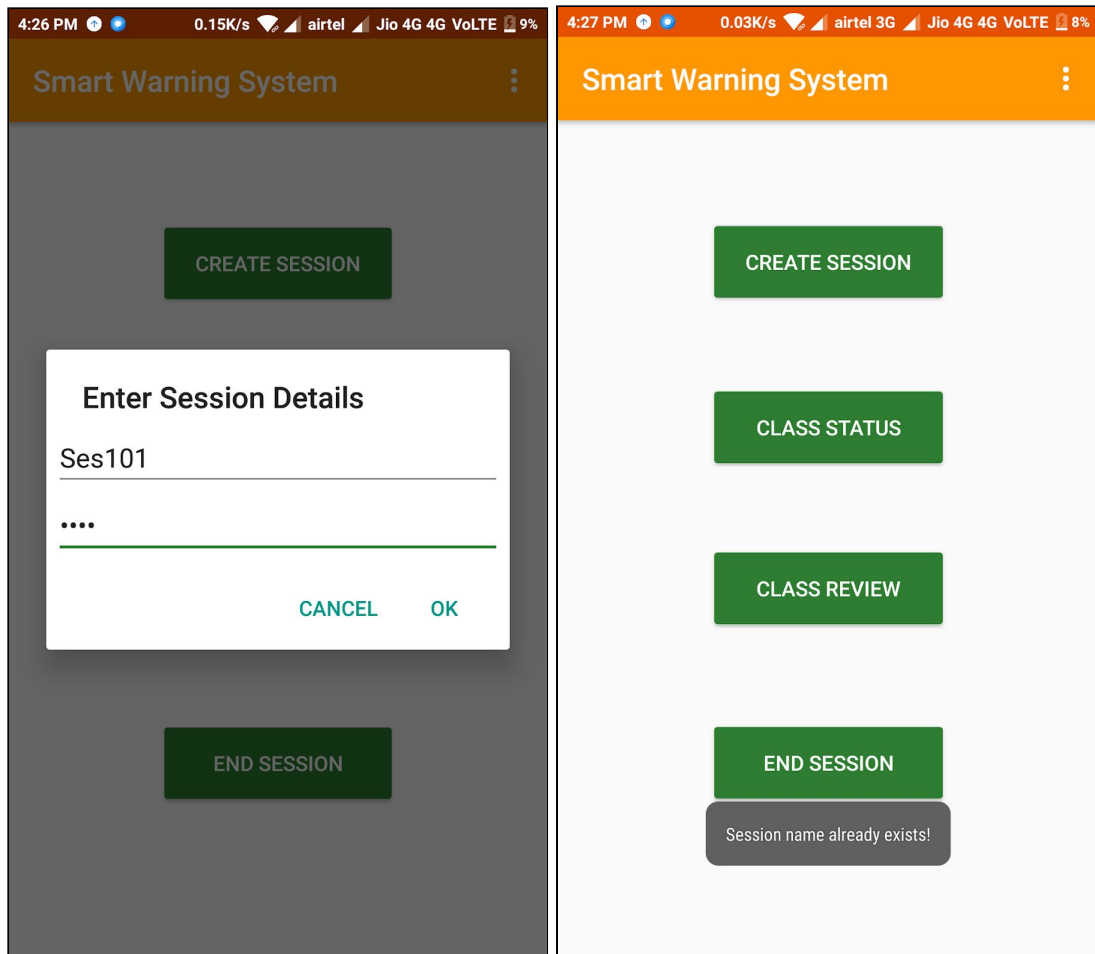 4:26 PM 0.15K/s airtel Jio 4G 4G VoLTE 9%
Smart Warning System
CREATE SESSION
Enter Session Details
Ses101
••••
CANCEL OK
END SESSION
4:27 PM 0.03K/s airtel 3G Jio 4G 4G VoLTE 8%
Smart Warning System
CREATE SESSION
CLASS STATUS
CLASS REVIEW
END SESSION
Session name already exists!